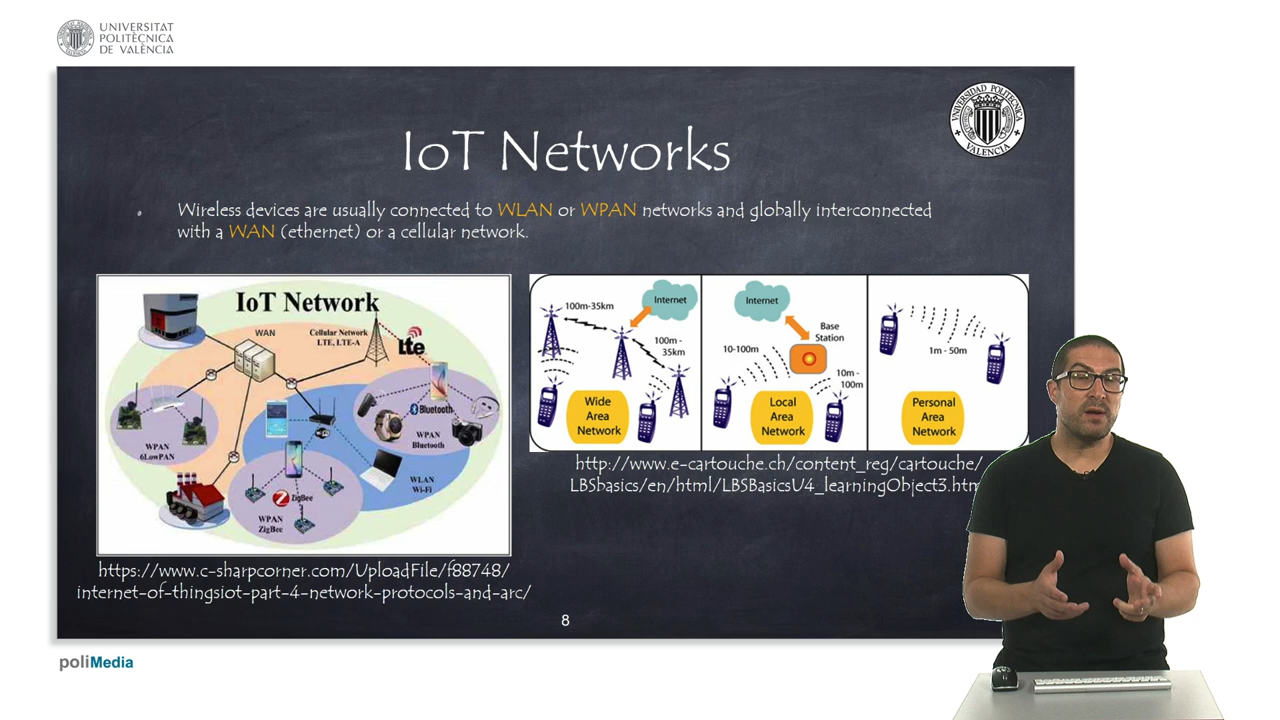 UNIVERSITAT
POLITÈCNICA
DE VALÈNCIA
UNIVERSIDAD POLITECNICA
VALENCIA
IoT Networks
Wireless devices are usually connected to WLAN or WPAN networks and globally interconnected
with a WAN (ethernet) or a cellular network.
IoT Network
WAN
Cellular Network
LTE, LTE-A
Lte
Bluetooth
WPAN
Bluetooth
WPAN
6LowPAN
WLAN
Wi-Fi
ZigBee
WPAN
ZigBee
100m-35km
Internet
100m -
35km
Wide
Area
Network
Internet
Base
Station
10-100m
10m -
100m
Local
Area
Network
1m - 50m
Personal
Area
Network
http://www.e-cartouche.ch/content_reg/cartouche/
LBSbasics/en/html/LBSBasicsU4_learningObject3.htm
https://www.c-sharpcorner.com/UploadFile/f88748/
internet-of-thingsiot-part-4-network-protocols-and-arc/
8
poliMedia